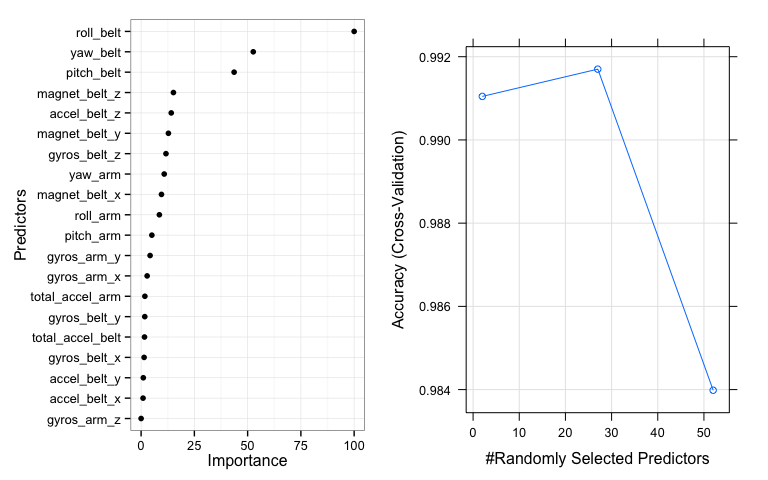 Predictors
roll_belt
yaw_belt
pitch_belt
magnet_belt_z
accel_belt_z
magnet_belt_y
gyros_belt_z
yaw_arm
magnet_belt_x
roll_arm
pitch_arm
gyros_arm_y
gyros_arm_x
total_accel_arm
gyros_belt_y
total_accel_belt
gyros_belt_x
accel_belt_y
accel_belt_x
gyros_arm_z
0 25 50 75 100
Importance
Accuracy (Cross-Validation)
0.992
0.990
0.988
0.986
0.984
0 10 20 30 40 50
#Randomly Selected Predictors